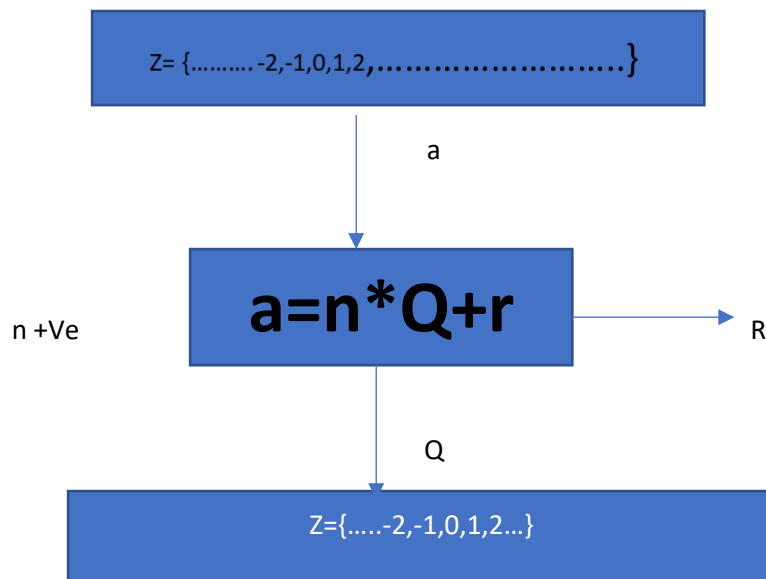 Z= {………. -2,-1,0,1,2,………………………..}
a
a=n*Q+r
n +Ve
R
Q
Z={…..-2,-1,0,1,2…}